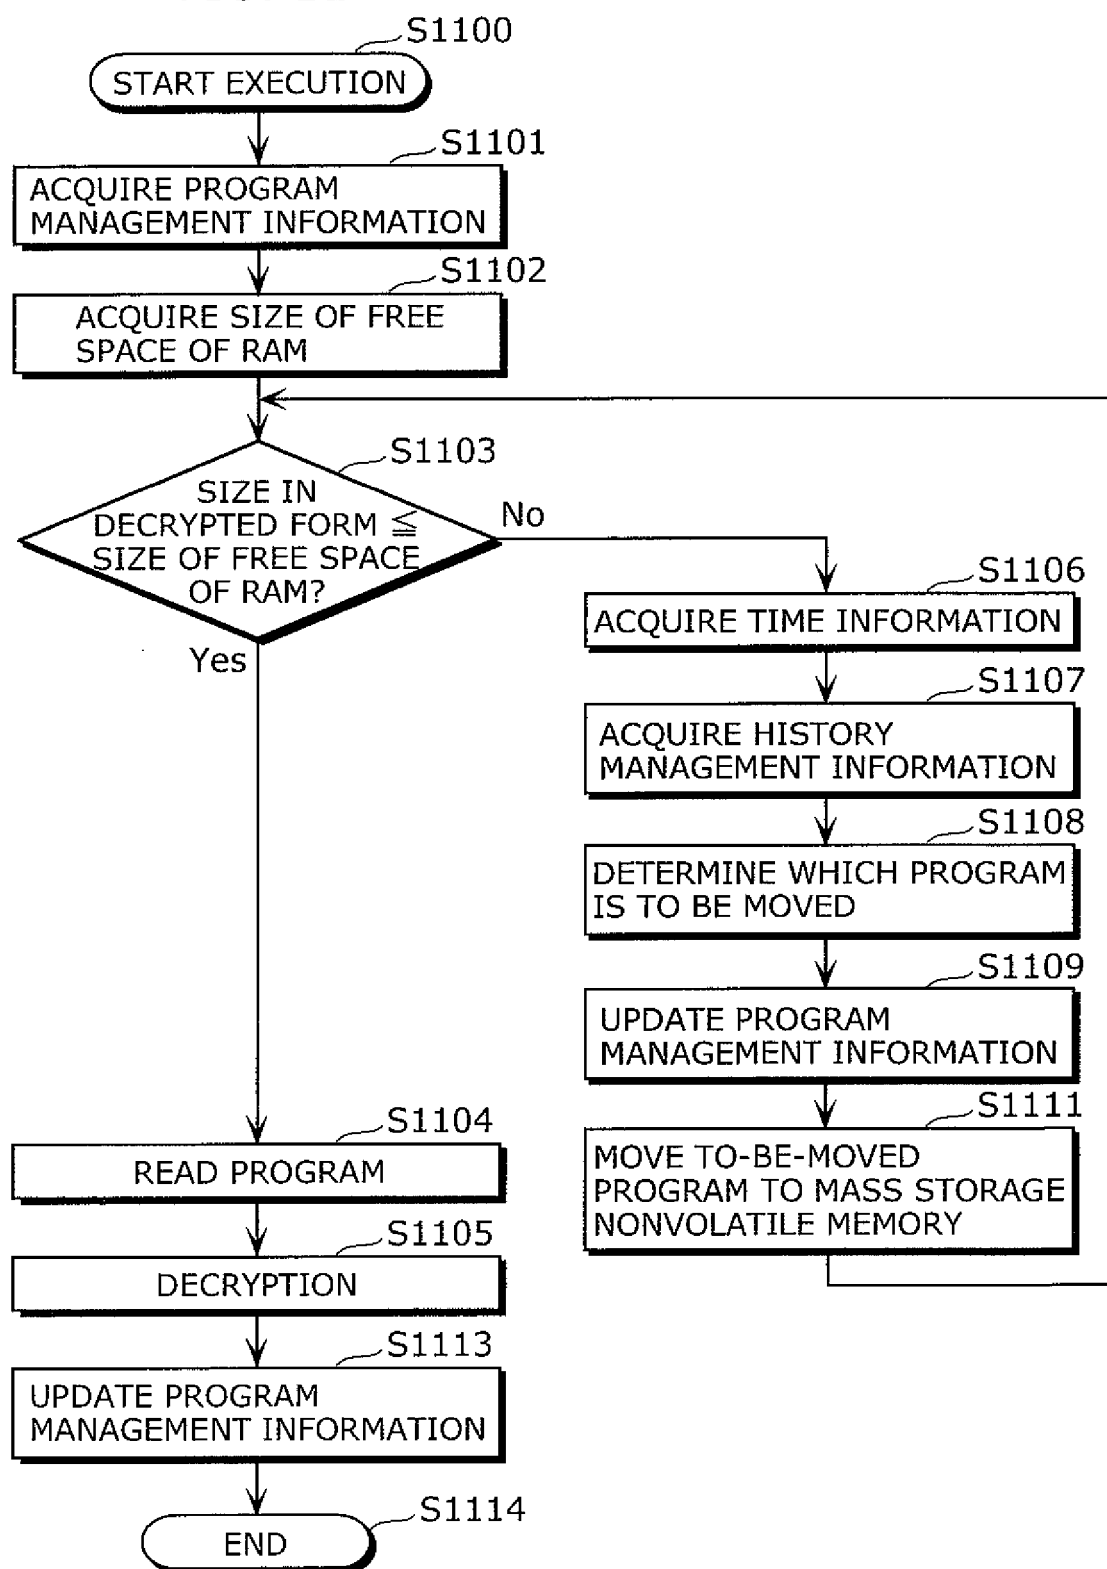 S1100
START EXECUTION
S1101
ACQUIRE PROGRAM
MANAGEMENT INFORMATION
S1102
ACQUIRE SIZE OF FREE
SPACE OF RAM
S1103
SIZE IN
DECRYPTED FORM ≦
SIZE OF FREE SPACE
OF RAM?
No
Yes
S1106
ACQUIRE TIME INFORMATION
S1107
ACQUIRE HISTORY
MANAGEMENT INFORMATION
S1108
DETERMINE WHICH PROGRAM
IS TO BE MOVED
S1109
UPDATE PROGRAM
MANAGEMENT INFORMATION
S1111
MOVE TO-BE-MOVED
PROGRAM TO MASS STORAGE
NONVOLATILE MEMORY
S1104
READ PROGRAM
S1105
DECRYPTION
S1113
UPDATE PROGRAM
MANAGEMENT INFORMATION
S1114
END